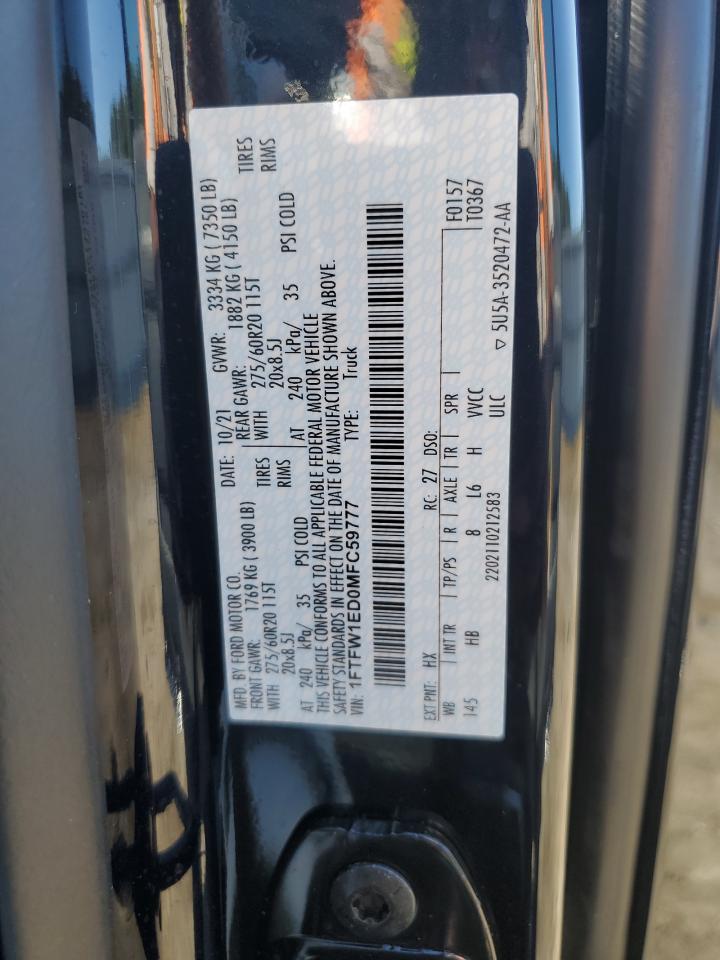 MFD. BY FORD MOTOR CO. DATE: 10/21 GVWR: 3334 KG ( 7350 LB)
FRONT GAWR: 1769 KG ( 3900 LB) REAR GAWR: 1882 KG ( 4150 LB)
WITH 275/60R20 115T TIRES WITH 275/60R20 115T TIRES
20x8.5J RIMS 20x8.5J RIMS
AT 240 kPa/ 35 PSI COLD AT 240 kPa/ 35 PSI COLD
THIS VEHICLE CONFORMS TO ALL APPLICABLE FEDERAL MOTOR VEHICLE
SAFETY STANDARDS IN EFFECT ON THE DATE OF MANUFACTURE SHOWN ABOVE.
VIN: 1FTFW1ED0MFC59777 TYPE: Truck
EXT PNT: HX RC: 27 DSO: F0157
WB INT TR TP/PS R AXLE TR SPR T0367
145 HB 8 L6 H VVCC
22021110212583 ULC ▽ 5U5A-3520472-AA